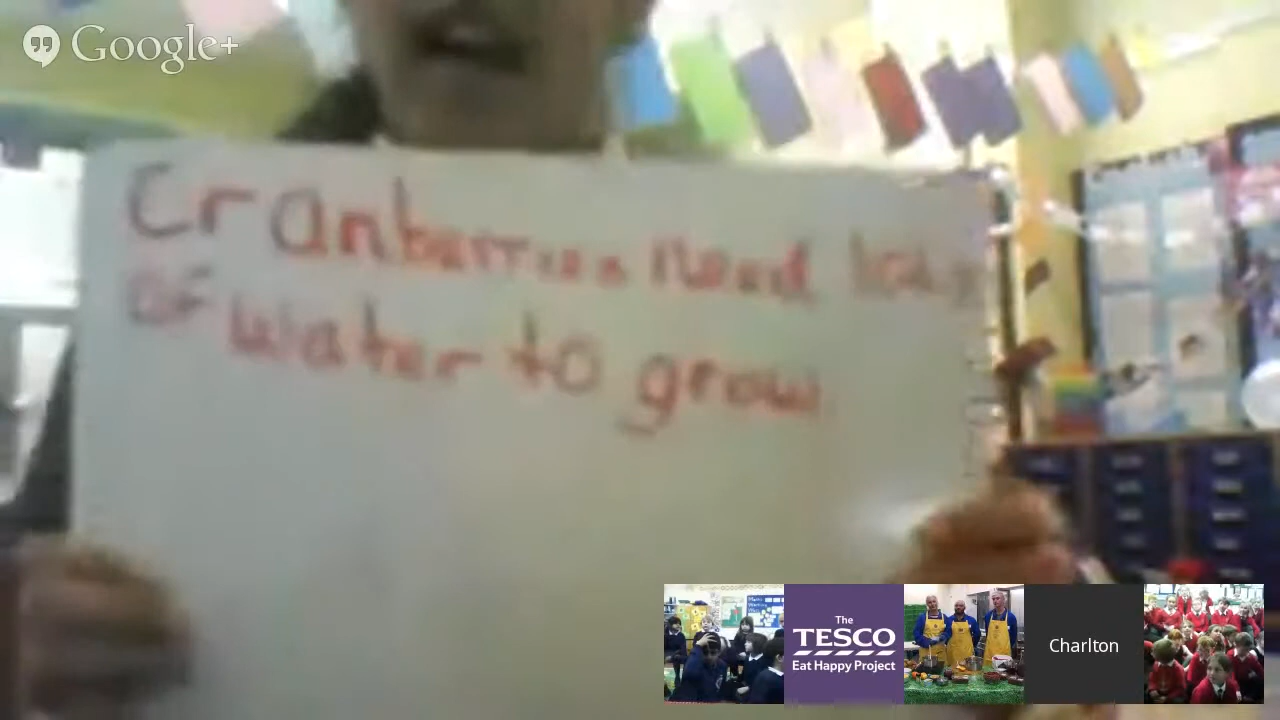 Google+
Cranberries need lots
of water to grow
The
TESCO
Eat Happy Project
Charlton